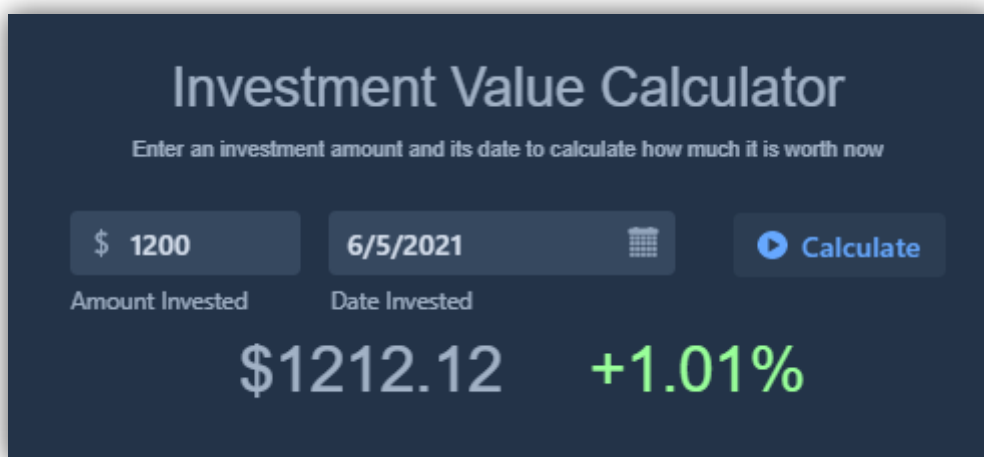 Investment Value Calculator
Enter an investment amount and its date to calculate how much it is worth now
$ 1200 6/5/2021 Calculate
Amount Invested Date Invested
$1212.12 +1.01%